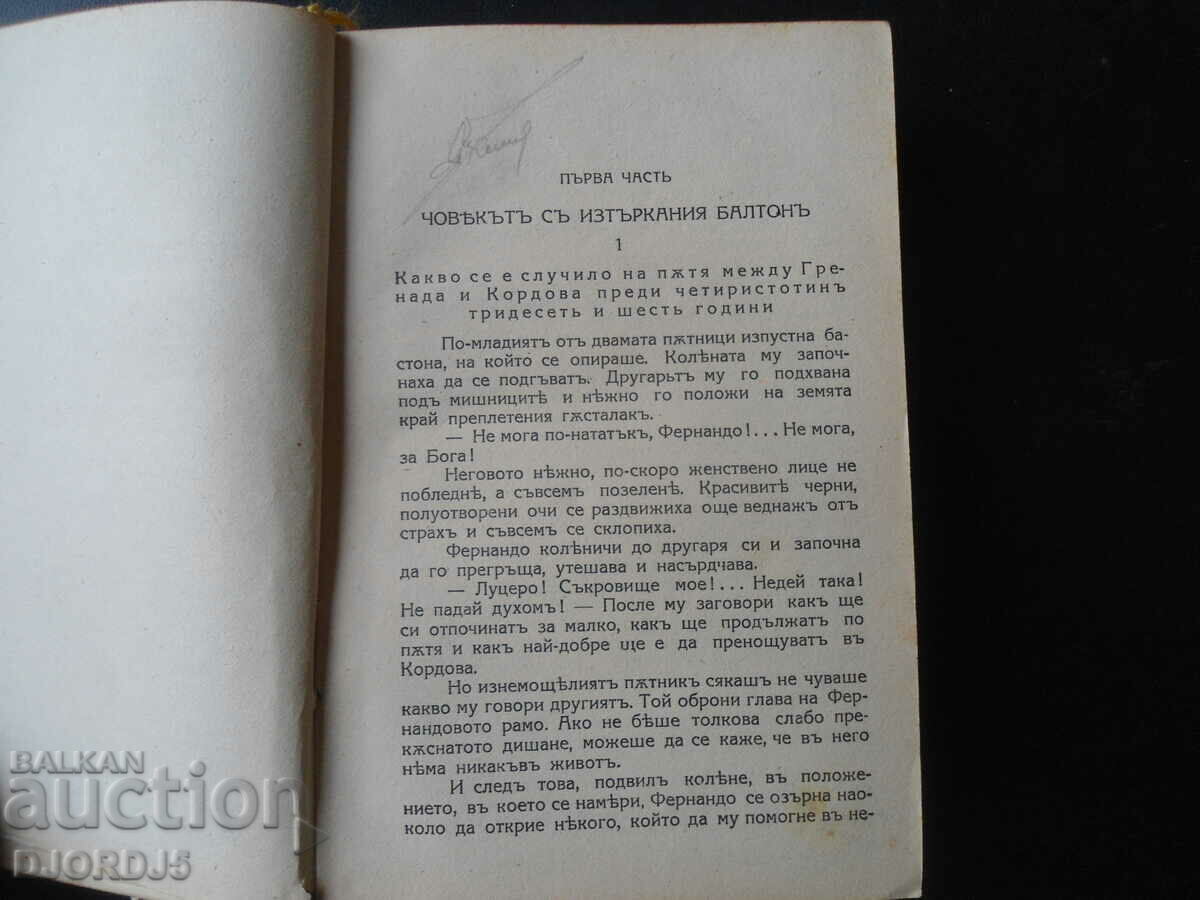 ПЪРВА ЧАСТЬ
ЧОВѢКЪТЪ СЪ ИЗТЪРКАНИЯ БАЛТОНЪ
1
Какво се е случило на пѫтя между Гре-
нада и Кордова преди четиристотинъ
тридесеть и шесть години
По-младиятъ отъ двамата пѫтници изпустна ба-
стона, на който се опираше. Колѣната му започ-
наха да се подгъватъ. Другарьтъ му го подхвана
подъ мишниците и нѣжно го положи на земята
край преплетения гѫсталакъ.
— Не мога по-нататъкъ, Фернандо!... Не мога,
за Бога!
Неговото нѣжно, по-скоро женствено лице не
побледнѣ, а съвсемъ позеленѣ. Красивитѣ черни,
полуотворени очи се раздвижиха още веднажъ отъ
страхъ и съвсемъ се склопиха.
Фернандо колѣничи до другаря си и започна
да го прегръща, утешава и насърдчава.
— Луцеро! Съкровище мое!... Недей така!
Не падай духомъ! — После му заговори какъ ще
си отпочинатъ за малко, какъ ще продължатъ по
пѫтя и какъ най-добре ще е да пренощуватъ въ
Кордова.
Но изнемощѣлиятъ пѫтникъ сякашъ не чуваше
какво му говори другиятъ. Той оброни глава на Фер-
нандовото рамо. Ако не бѣше толкова слабо пре-
кѫснатото дишане, можеше да се каже, че въ него
нѣма никакъвъ животъ.
И следъ това, подвилъ колѣне, въ положе-
нието, въ което се намѣри, Фернандо се озърна нао-
коло да открие нѣкого, който да му помогне въ не-
BALKAN
auction
DJORDJ5